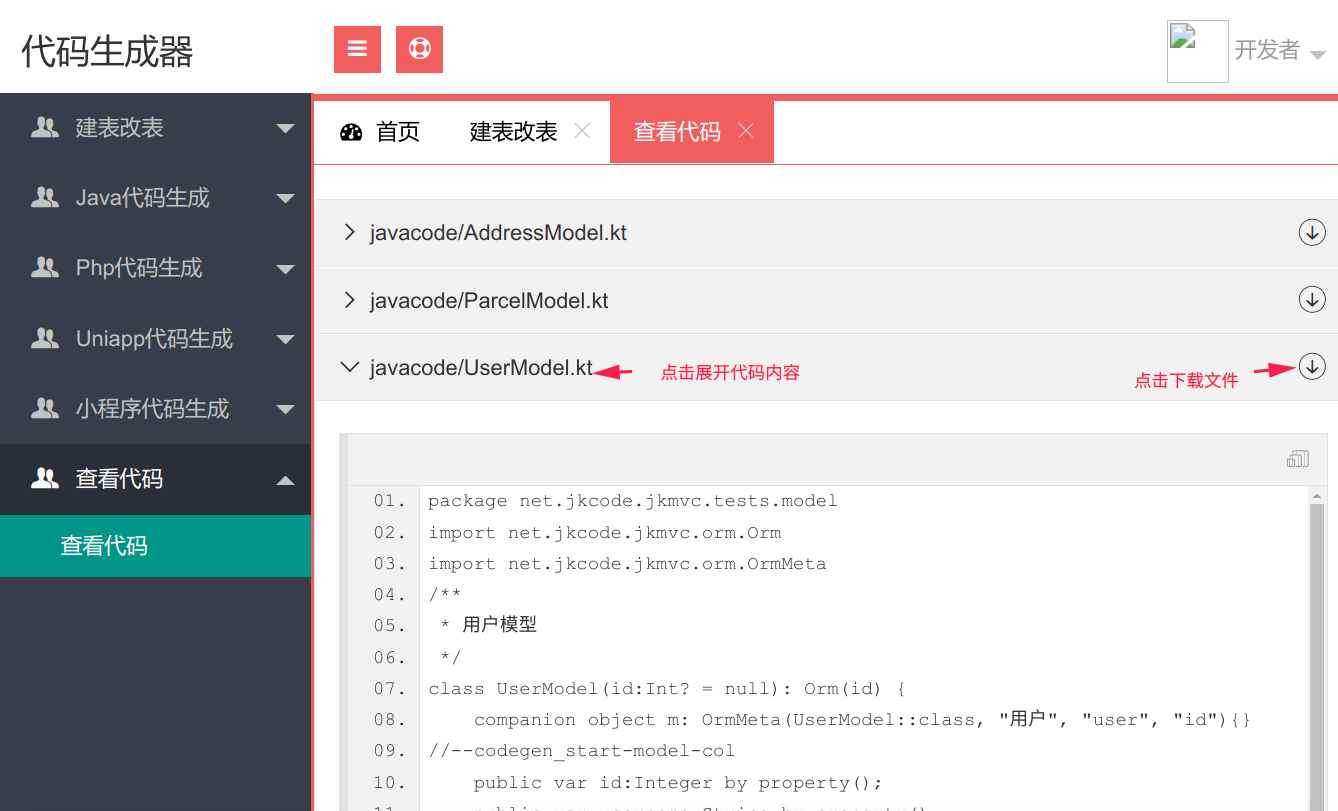 代码生成器
开发者
建表改表
Java代码生成
Php代码生成
Uniapp代码生成
小程序代码生成
查看代码
查看代码
首页 建表改表 查看代码
javacode/AddressModel.kt
javacode/ParcelModel.kt
javacode/UserModel.kt 点击展开代码内容 点击下载文件
01. package net.jkcode.jkmvc.tests.model
02. import net.jkcode.jkmvc.orm.Orm
03. import net.jkcode.jkmvc.orm.OrmMeta
04. /**
05. * 用户模型
06. */
07. class UserModel(id:Int? = null): Orm(id) {
08. companion object m: OrmMeta(UserModel::class, "用户", "user", "id"){}
09. //--codegen_start-model-col
10. public var id:Integer by property();